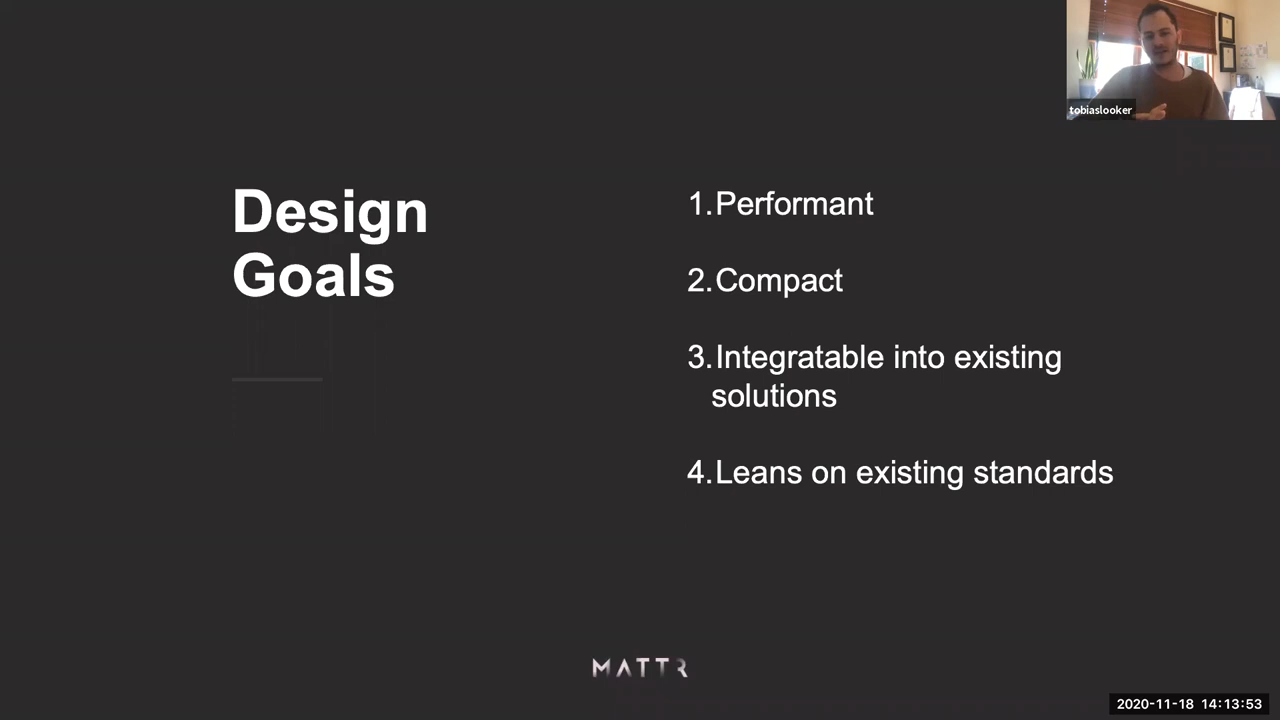 tobiaslooker
Design
Goals
1.Performant
2.Compact
3.Integratable into existing
solutions
4.Leans on existing standards
MATTR
2020-11-18 14:13:53